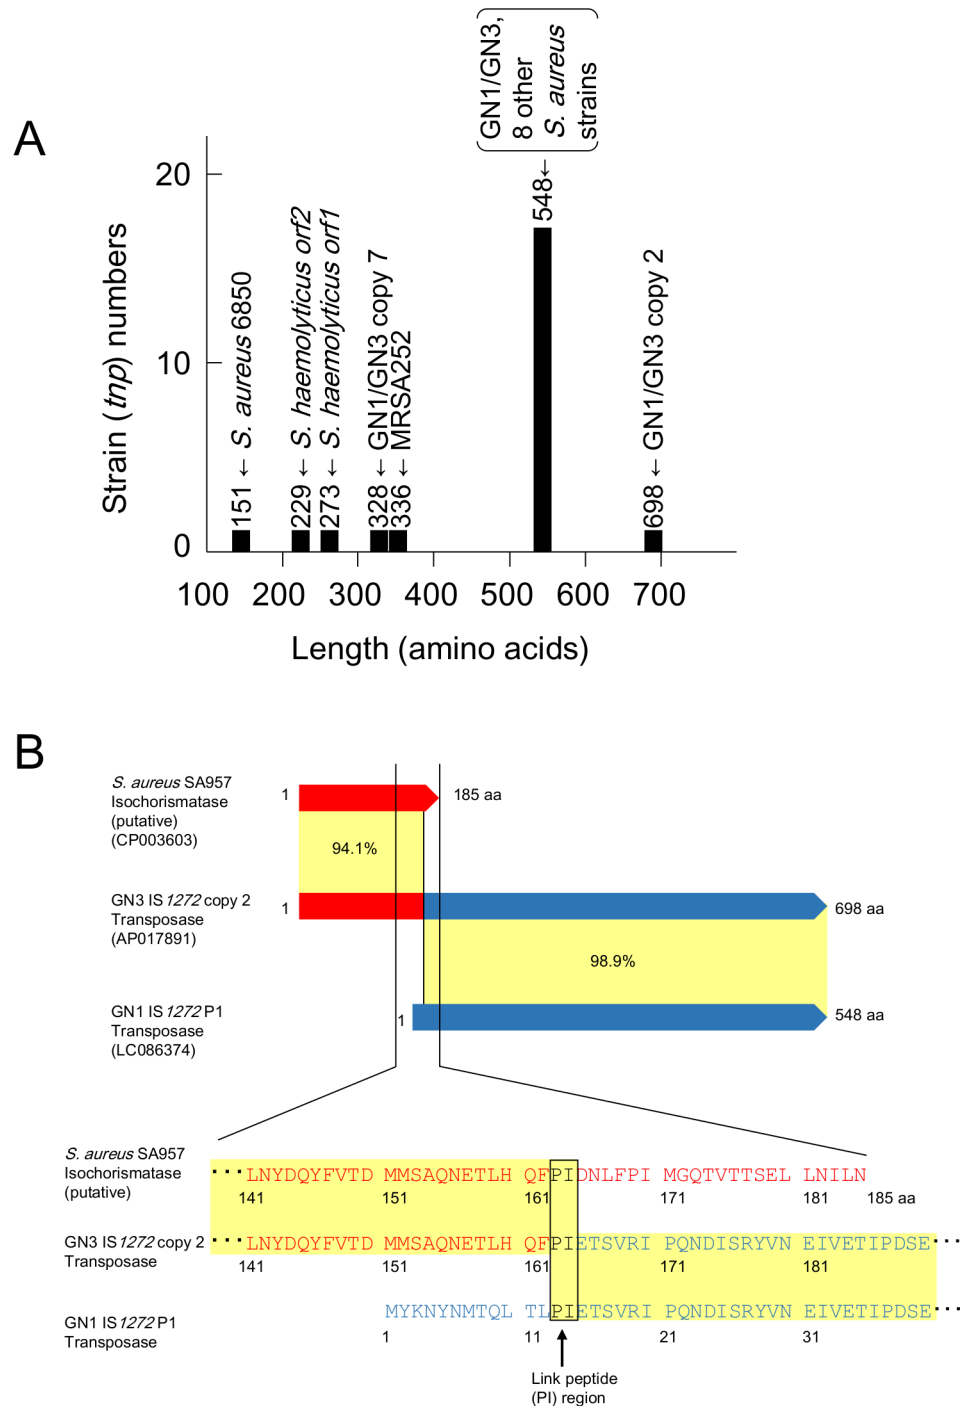 A
GN1/GN3,
8 other
S. aureus
strains
20
10
0
Strain (tnp) numbers
151 ← S. aureus 6850
229 ← S. haemolyticus orf2
273 ← S. haemolyticus orf1
328 ← GN1/GN3 copy 7
336 ← MRSA252
548←
698 ← GN1/GN3 copy 2
100 200 300 400 500 600 700
Length (amino acids)
B
S. aureus SA957
Isochorismatase
(putative)
(CP003603)
1
185 aa
94.1%
GN3 IS1272 copy 2
Transposase
(AP017891)
1
698 aa
98.9%
GN1 IS1272 P1
Transposase
(LC086374)
1
548 aa
S. aureus SA957
Isochorismatase
(putative)
···LNYDQYFVTD MMSAQNETLH QFPIDNLFPI MGQTVTTSEL LNILN
141 151 161 171 181 185 aa
GN3 IS1272 copy 2
Transposase
···LNYDQYFVTD MMSAQNETLH QFPIETSVRI PQNDISRYVN EIVETIPDSE···
141 151 161 171 181
GN1 IS1272 P1
Transposase
MYKNYNMTQL TLPIETSVRI PQNDISRYVN EIVETIPDSE···
1 11 21 31
Link peptide
(PI) region